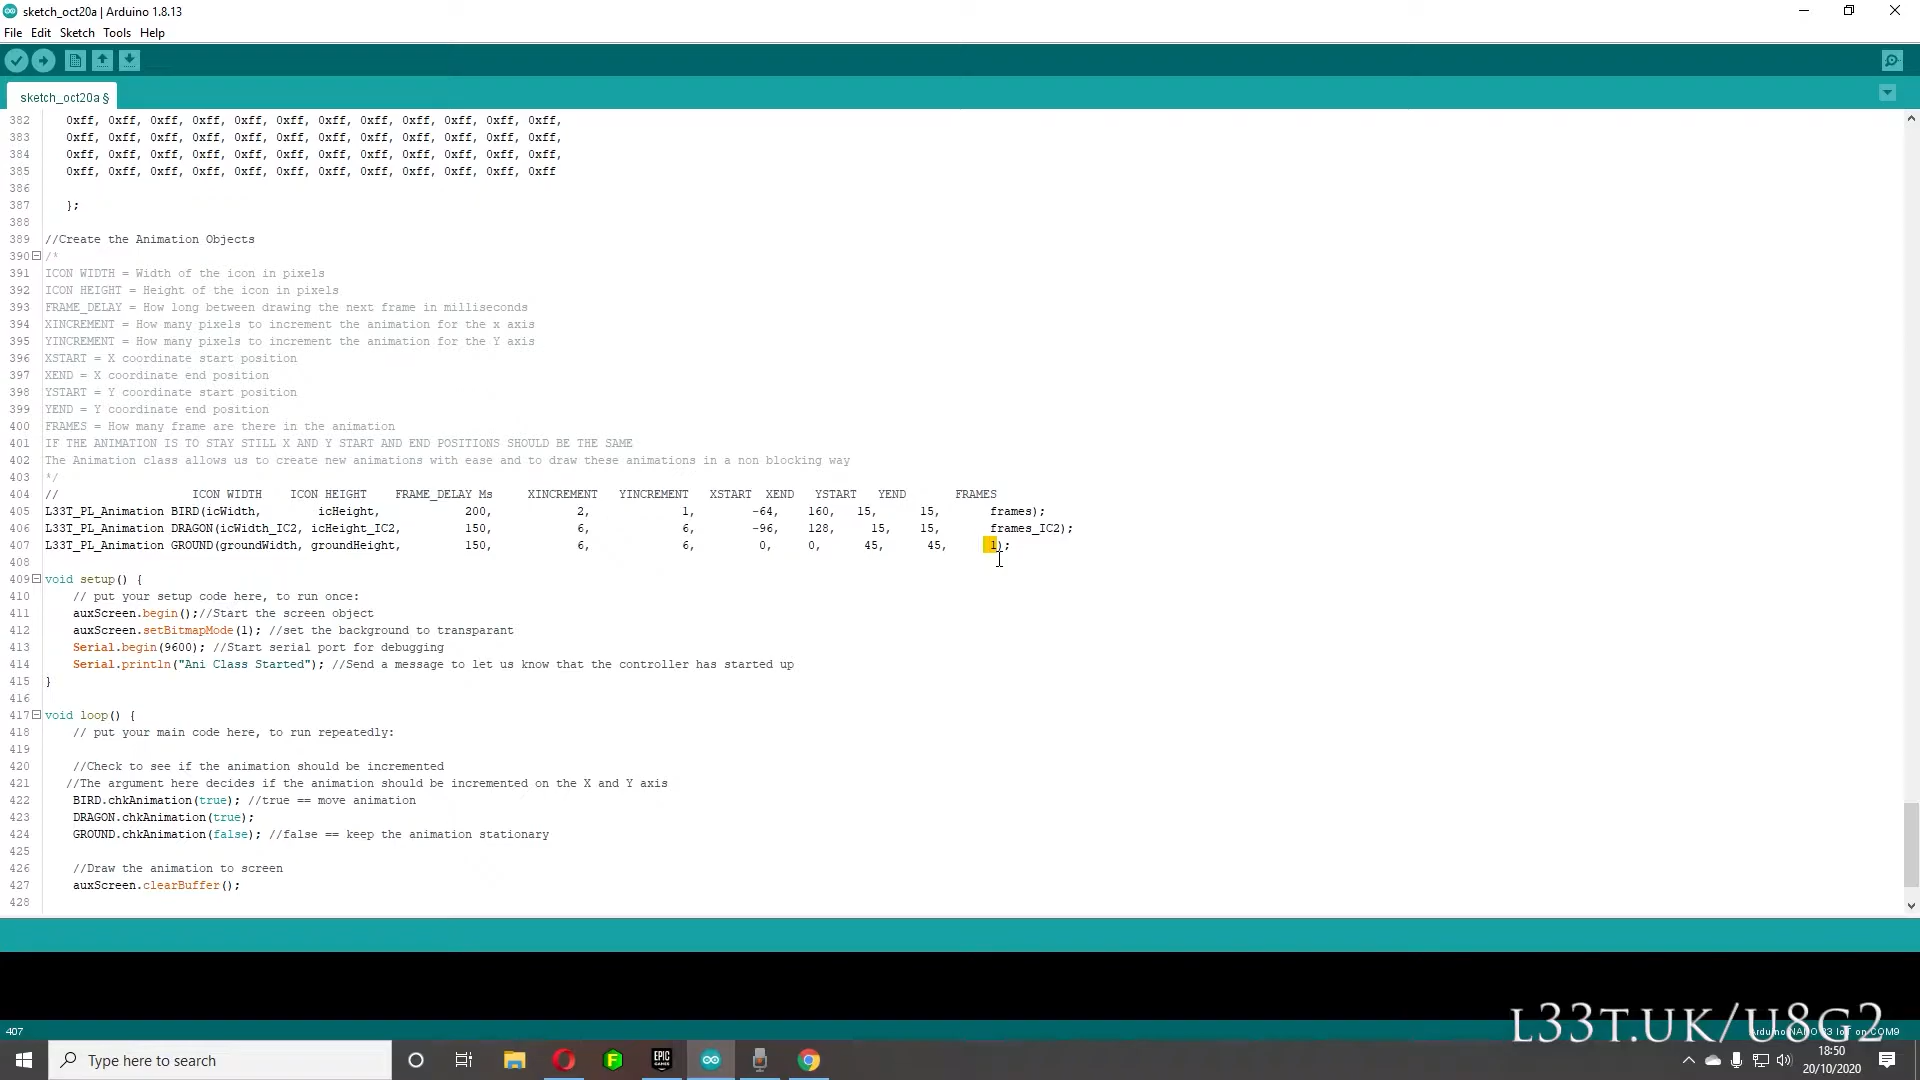 sketch_oct20a | Arduino 1.8.13
File Edit Sketch Tools Help
sketch_oct20a §
382 0xff, 0xff, 0xff, 0xff, 0xff, 0xff, 0xff, 0xff, 0xff, 0xff, 0xff, 0xff,
383 0xff, 0xff, 0xff, 0xff, 0xff, 0xff, 0xff, 0xff, 0xff, 0xff, 0xff, 0xff,
384 0xff, 0xff, 0xff, 0xff, 0xff, 0xff, 0xff, 0xff, 0xff, 0xff, 0xff, 0xff,
385 0xff, 0xff, 0xff, 0xff, 0xff, 0xff, 0xff, 0xff, 0xff, 0xff, 0xff, 0xff
386
387 };
388
389 //Create the Animation Objects
390 /*
391 ICON WIDTH = Width of the icon in pixels
392 ICON HEIGHT = Height of the icon in pixels
393 FRAME_DELAY = How long between drawing the next frame in milliseconds
394 XINCREMENT = How many pixels to increment the animation for the x axis
395 YINCREMENT = How many pixels to increment the animation for the Y axis
396 XSTART = X coordinate start position
397 XEND = X coordinate end position
398 YSTART = Y coordinate start position
399 YEND = Y coordinate end position
400 FRAMES = How many frame are there in the animation
401 IF THE ANIMATION IS TO STAY STILL X AND Y START AND END POSITIONS SHOULD BE THE SAME
402 The Animation class allows us to create new animations with ease and to draw these animations in a non blocking way
403 */
404 // ICON WIDTH ICON HEIGHT FRAME_DELAY Ms XINCREMENT YINCREMENT XSTART XEND YSTART YEND FRAMES
405 L33T_PL_Animation BIRD(icWidth, icHeight, 200, 2, 1, -64, 160, 15, 15, frames);
406 L33T_PL_Animation DRAGON(icWidth_IC2, icHeight_IC2, 150, 6, 6, -96, 128, 15, 15, frames_IC2);
407 L33T_PL_Animation GROUND(groundWidth, groundHeight, 150, 6, 6, 0, 0, 45, 45, 1);
408
409 void setup() {
410 // put your setup code here, to run once:
411 auxScreen.begin();//Start the screen object
412 auxScreen.setBitmapMode(1); //set the background to transparant
413 Serial.begin(9600); //Start serial port for debugging
414 Serial.println("Ani Class Started"); //Send a message to let us know that the controller has started up
415 }
416
417 void loop() {
418 // put your main code here, to run repeatedly:
419
420 //Check to see if the animation should be incremented
421 //The argument here decides if the animation should be incremented on the X and Y axis
422 BIRD.chkAnimation(true); //true == move animation
423 DRAGON.chkAnimation(true);
424 GROUND.chkAnimation(false); //false == keep the animation stationary
425
426 //Draw the animation to screen
427 auxScreen.clearBuffer();
428
L33T.UK/U8G2
407
Type here to search
EPIC GAMES
18:50
20/10/2020